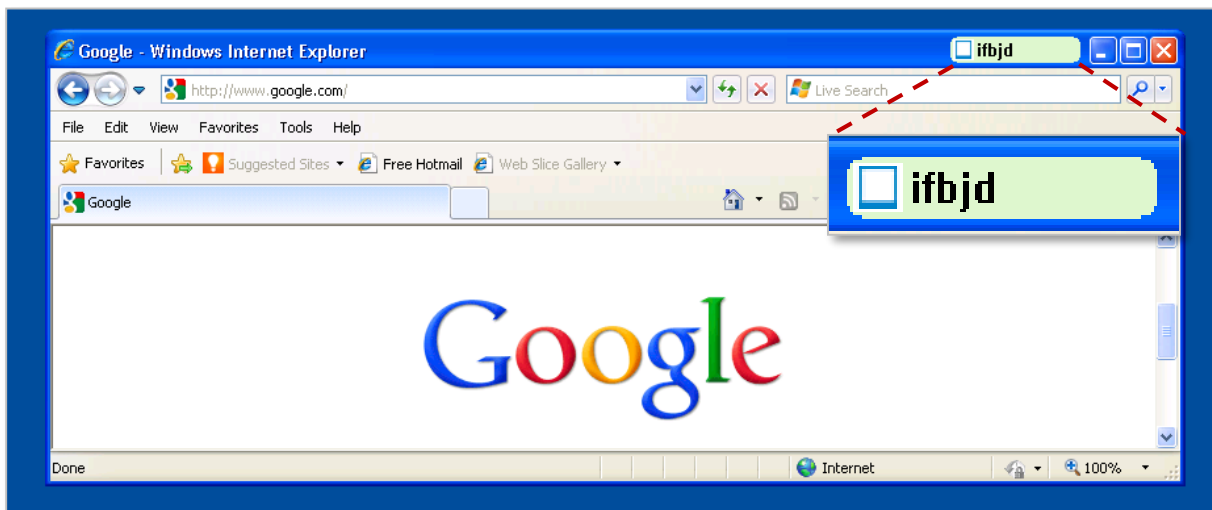 Google - Windows Internet Explorer
ifbjd
http://www.google.com/
Live Search
File Edit View Favorites Tools Help
Favorites Suggested Sites Free Hotmail Web Slice Gallery
ifbjd
Google
Google
Done Internet 100%